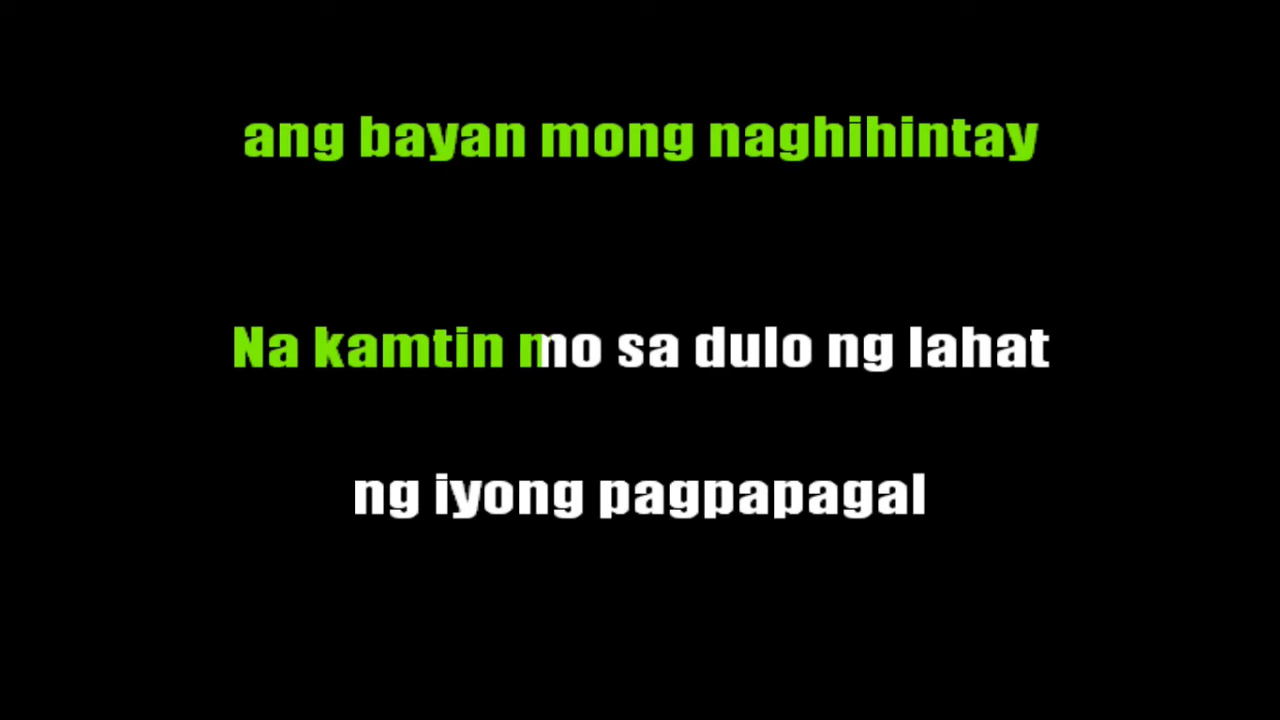 ang bayan mong naghihintay
Na kamtin mo sa dulo ng lahat
ng iyong pagpapagal